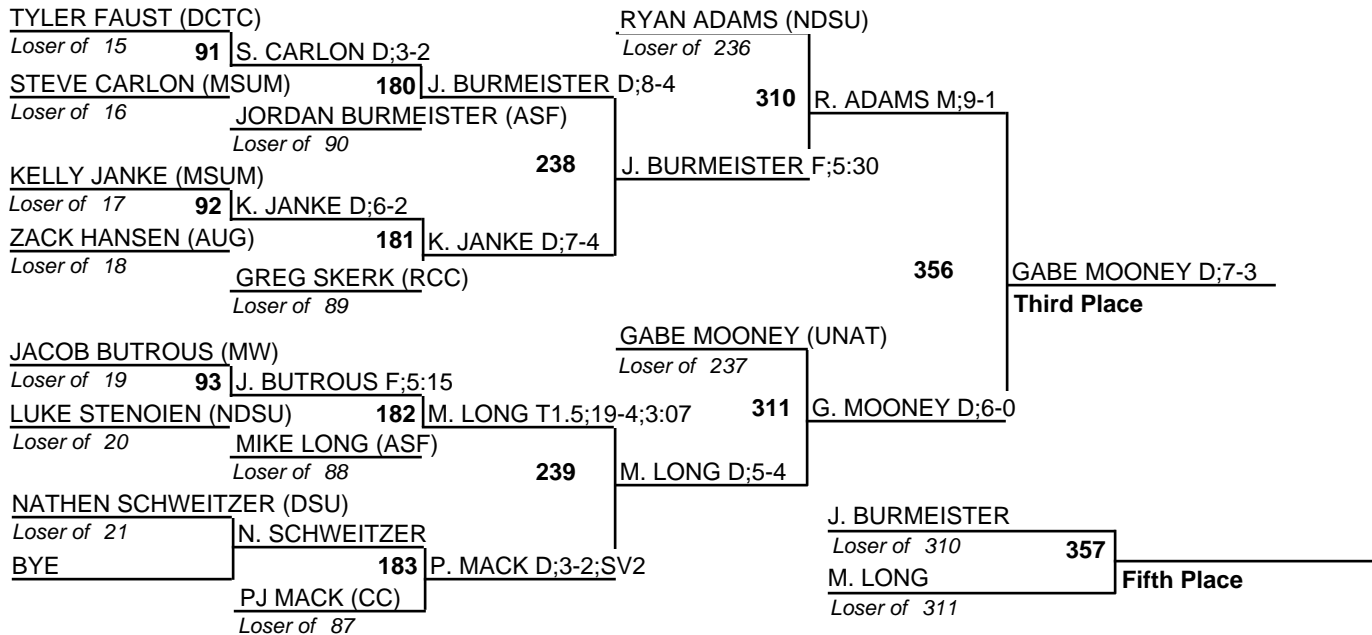 TYLER FAUST (DCTC)
Loser of 15
91
S. CARLON D;3-2
STEVE CARLON (MSUM)
Loser of 16
180
J. BURMEISTER D;8-4
JORDAN BURMEISTER (ASF)
Loser of 90
238
J. BURMEISTER F;5:30
KELLY JANKE (MSUM)
Loser of 17
92
K. JANKE D;6-2
ZACK HANSEN (AUG)
Loser of 18
181
K. JANKE D;7-4
GREG SKERK (RCC)
Loser of 89
JACOB BUTROUS (MW)
Loser of 19
93
J. BUTROUS F;5:15
LUKE STENOIEN (NDSU)
Loser of 20
182
M. LONG T1.5;19-4;3:07
MIKE LONG (ASF)
Loser of 88
239
M. LONG D;5-4
NATHEN SCHWEITZER (DSU)
Loser of 21
N. SCHWEITZER
BYE
183
P. MACK D;3-2;SV2
PJ MACK (CC)
Loser of 87
RYAN ADAMS (NDSU)
Loser of 236
310
R. ADAMS M;9-1
356
GABE MOONEY D;7-3
Third Place
GABE MOONEY (UNAT)
Loser of 237
311
G. MOONEY D;6-0
J. BURMEISTER
Loser of 310
357
M. LONG
Loser of 311
Fifth Place